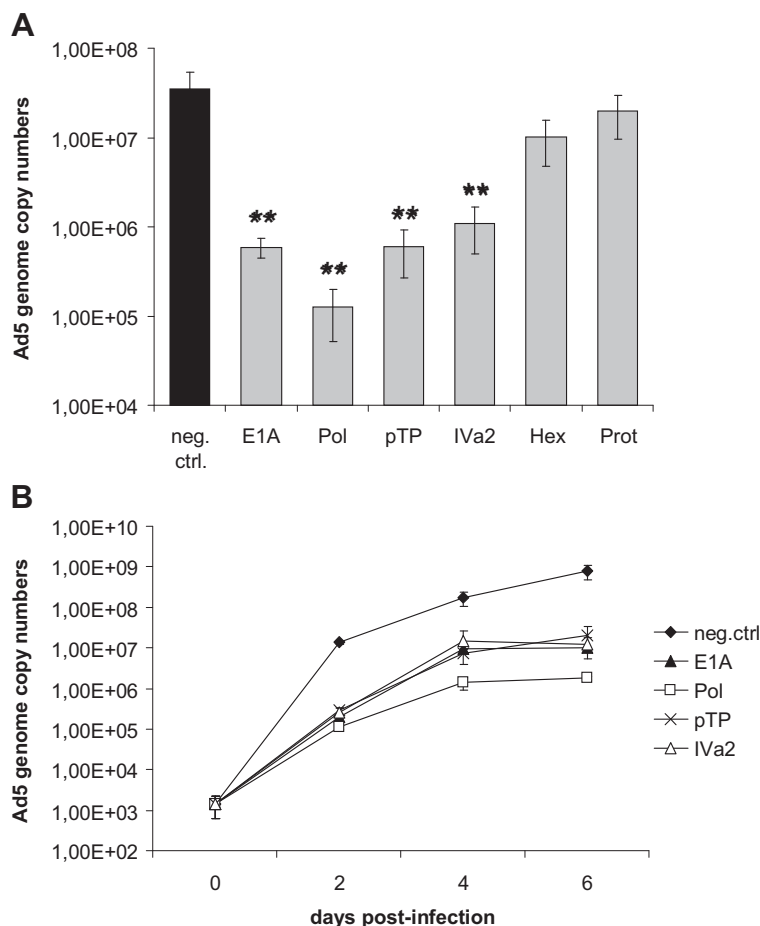 A
Ad5 genome copy numbers
1,00E+08
1,00E+07
1,00E+06
1,00E+05
1,00E+04
**
**
**
**
neg. ctrl.
E1A
Pol
pTP
IVa2
Hex
Prot
B
Ad5 genome copy numbers
1,00E+10
1,00E+09
1,00E+08
1,00E+07
1,00E+06
1,00E+05
1,00E+04
1,00E+03
1,00E+02
0
2
4
6
days post-infection
neg.ctrl
E1A
Pol
pTP
IVa2